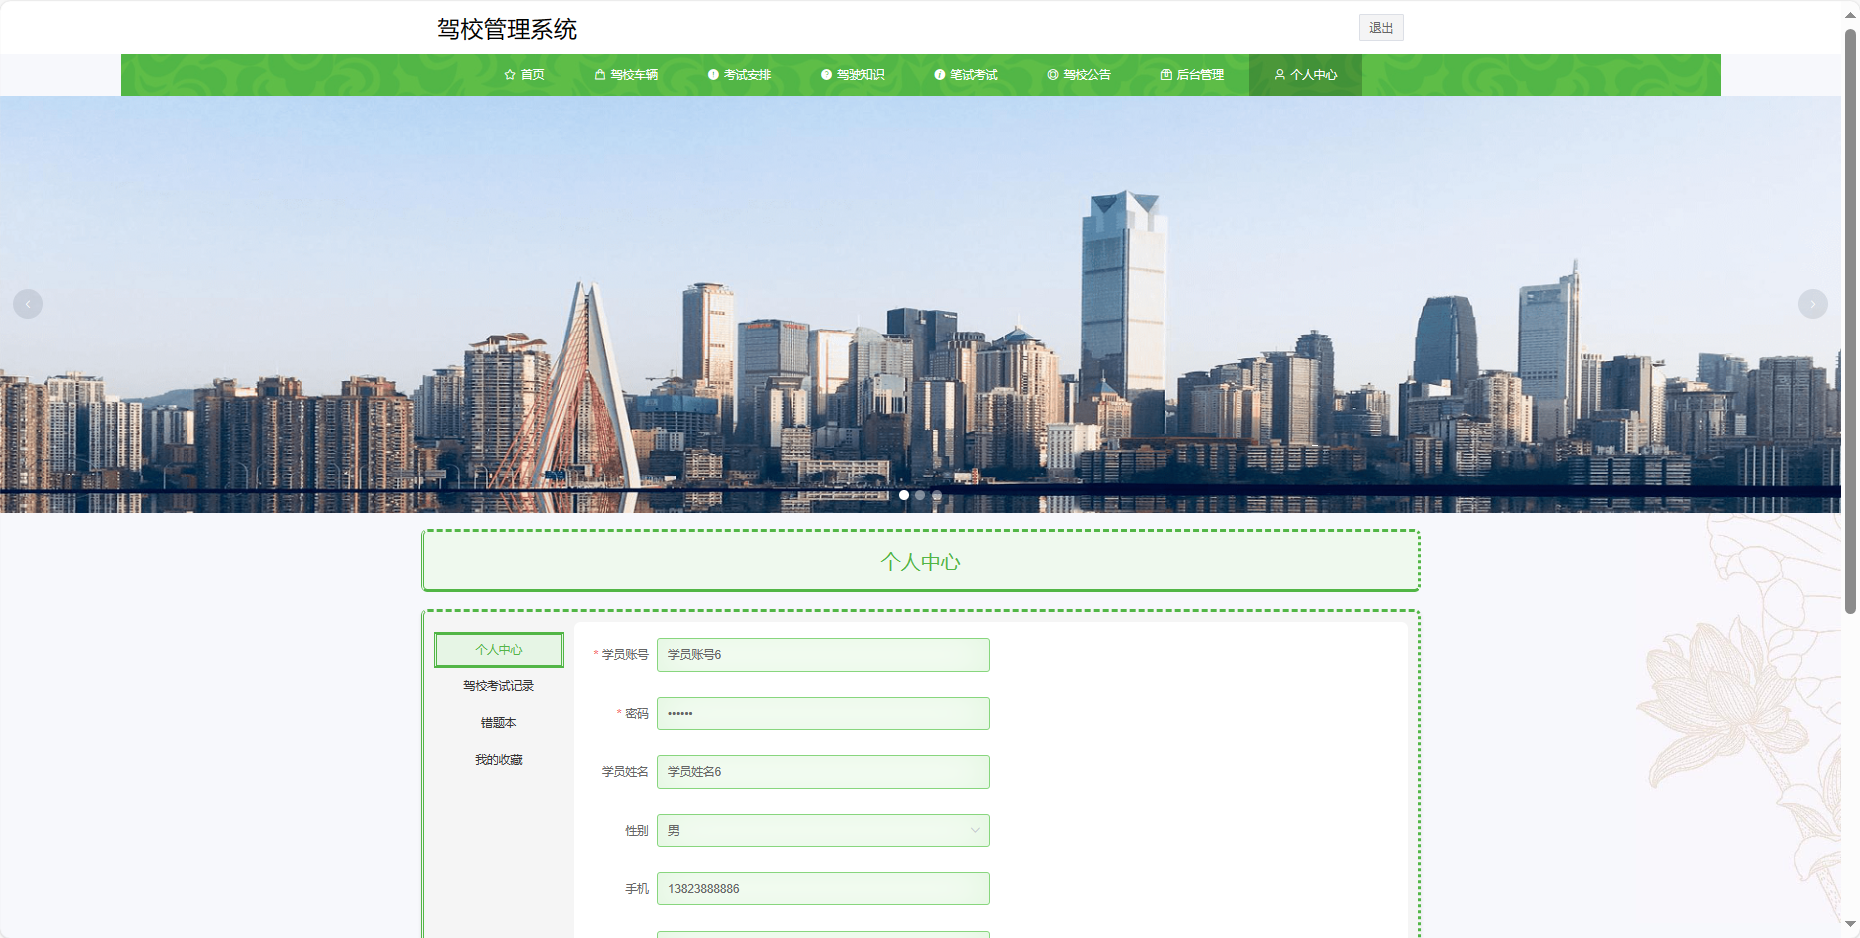 驾校管理系统
退出
首页 驾校车辆 考试安排 驾驶知识 笔试考试 驾校公告 后台管理 个人中心
个人中心
个人中心
驾校考试记录
错题本
我的收藏
* 学员账号 学员账号6
* 密码 ••••••
学员姓名 学员姓名6
性别 男
手机 13823888886